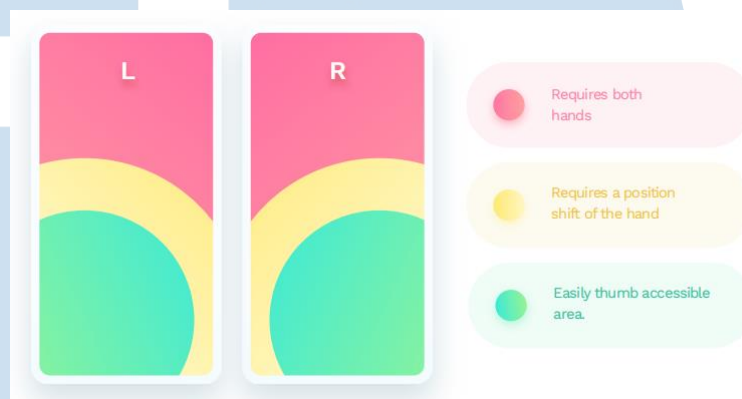 L
R
Requires both
hands
Requires a position
shift of the hand
Easily thumb accessible
area.